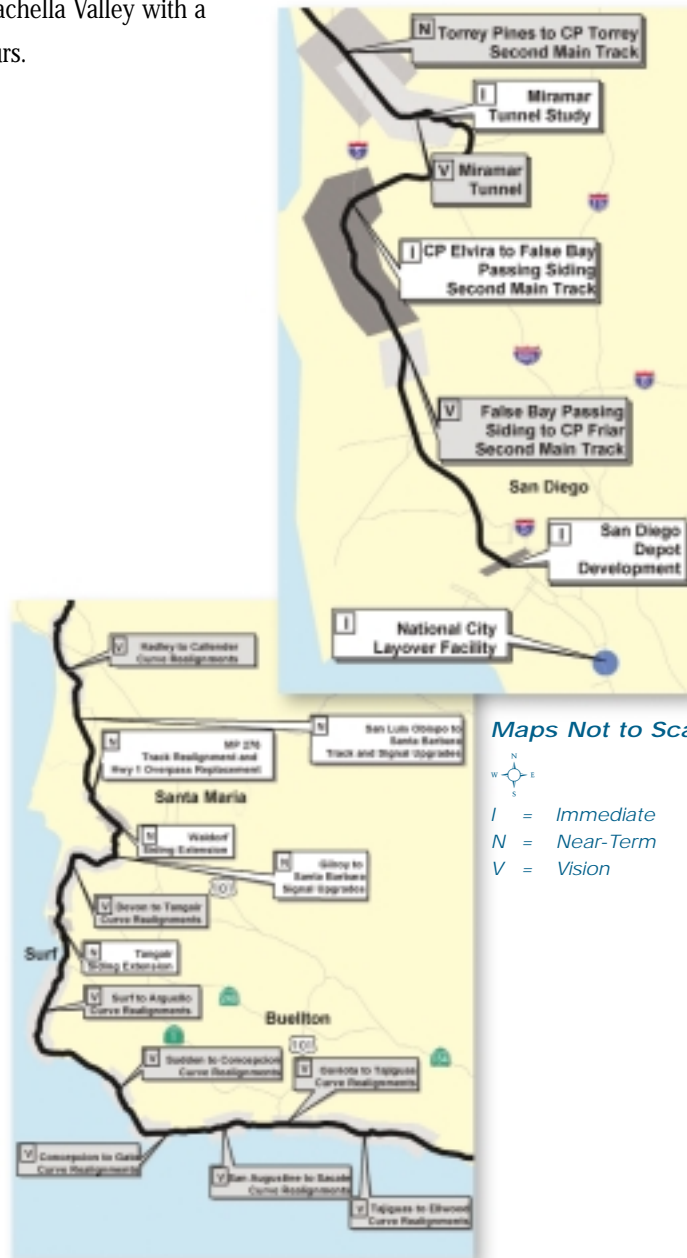 achella Valley with a
urs.
N Torrey Pines to CP Torrey
Second Main Track
I Miramar
Tunnel Study
V Miramar
Tunnel
I CP Elvira to False Bay
Passing Siding
Second Main Track
V False Bay Passing
Siding to CP Friar
Second Main Track
San Diego
I San Diego
Depot
Development
I National City
Layover Facility
Maps Not to Sca
N
W E
S
I = Immediate
N = Near-Term
V = Vision
V Hadley to Callender
Curve Realignments
N San Luis Obispo to
Santa Barbara
Track and Signal Upgrades
N MP 276
Track Realignment and
Hwy 1 Overpass Replacement
Santa Maria
N Waldorf
Siding Extension
N Gilroy to
Santa Barbara
Signal Upgrades
101
V Devon to Tangair
Curve Realignments
Surf
N Tangair
Siding Extension
V Surf to Arguello
Curve Realignments
Buellton
1
101
V Sudden to Concepcion
Curve Realignments
V Gaviota to Tajiguas
Curve Realignments
V Concepcion to Gato
Curve Realignments
V San Augustine to Sacate
Curve Realignments
V Tajiguas to Ellwood
Curve Realignments